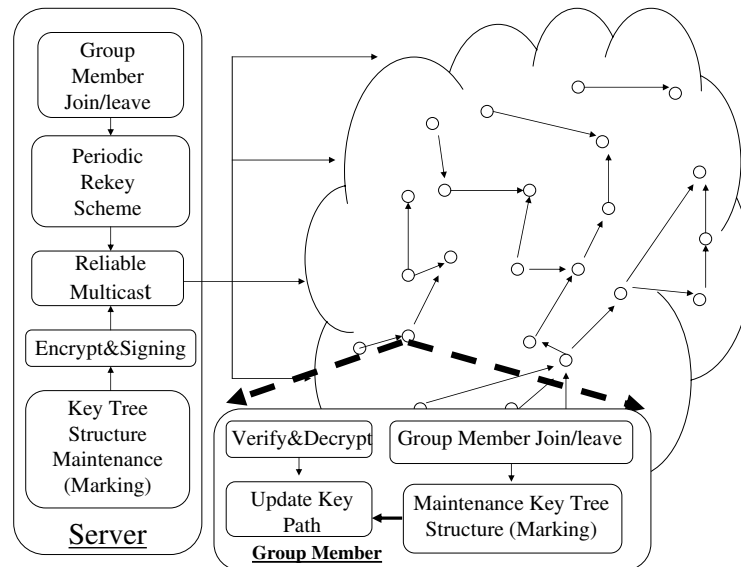 Group
Member
Join/leave
Periodic
Rekey
Scheme
Reliable
Multicast
Encrypt&Signing
Key Tree
Structure
Maintenance
(Marking)
Server
Verify&Decrypt
Group Member Join/leave
Update Key
Path
Maintenance Key Tree
Structure (Marking)
Group Member